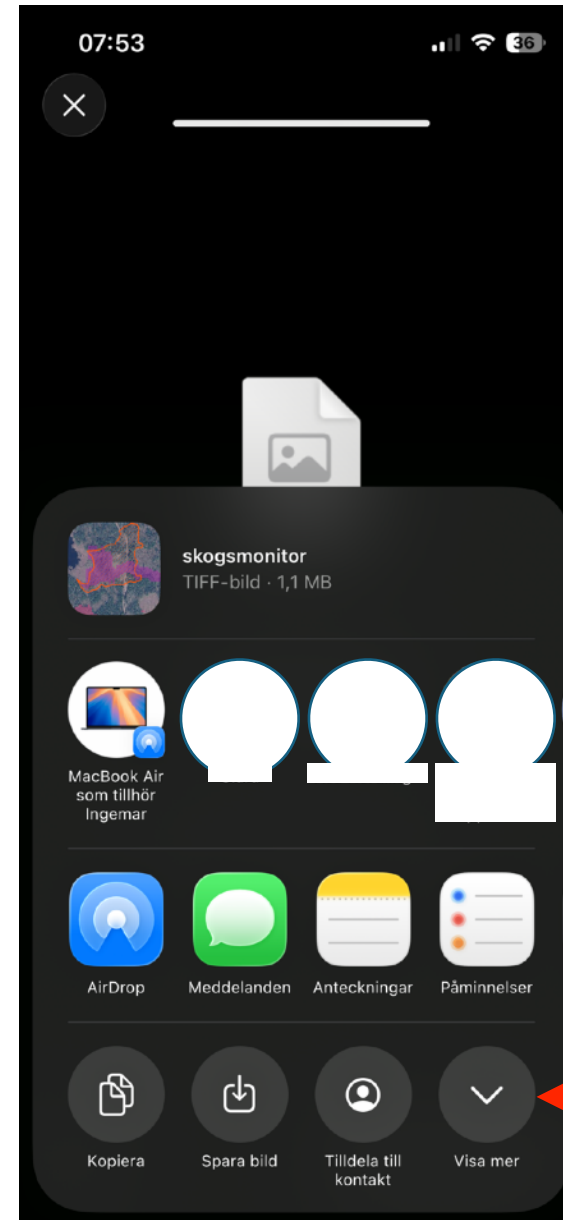 07:53
36
skogsmonitor
TIFF-bild · 1,1 MB
MacBook Air
som tillhör
Ingemar
AirDrop
Meddelanden
Anteckningar
Påminnelser
Kopiera
Spara bild
Tilldela till
kontakt
Visa mer